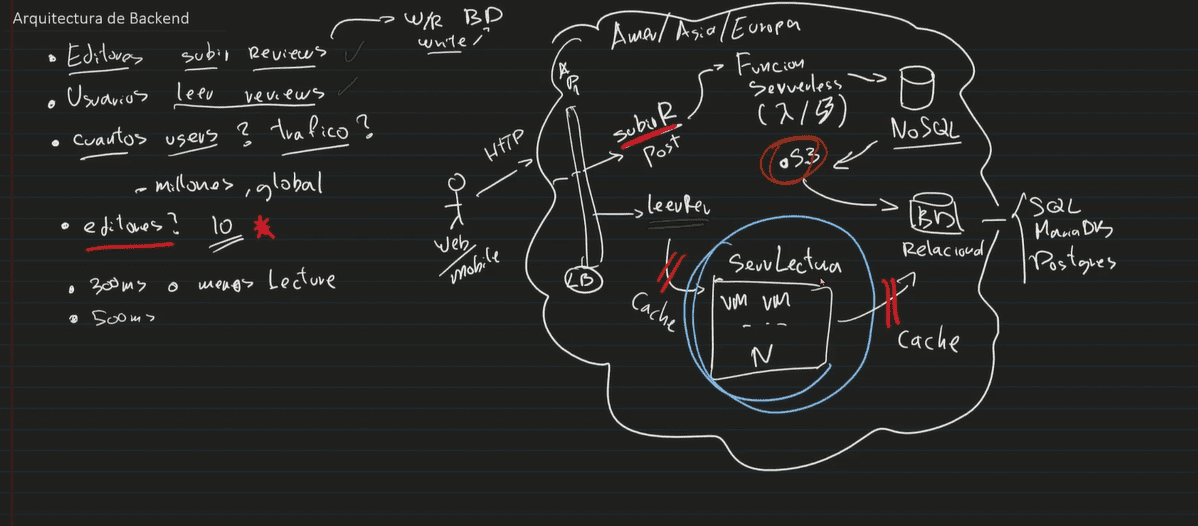 Arquitectura de Backend
• Editores subir Reviews
W/R BD
write
• Usuarios leer reviews
• cuantos users? trafico?
- millones, global
• editores? 10
• 300ms o menos Lecture
• 500ms
HTTP
Web
mobile
Amer/Asia/Europa
AP
LB
subirR
Post
Funcion
Serverless
NoSQL
S3
leerRev
BD
Relacional
SQL
MariaDB
Postgres
Cache
ServLectura
VM VM
. . .
N
Cache